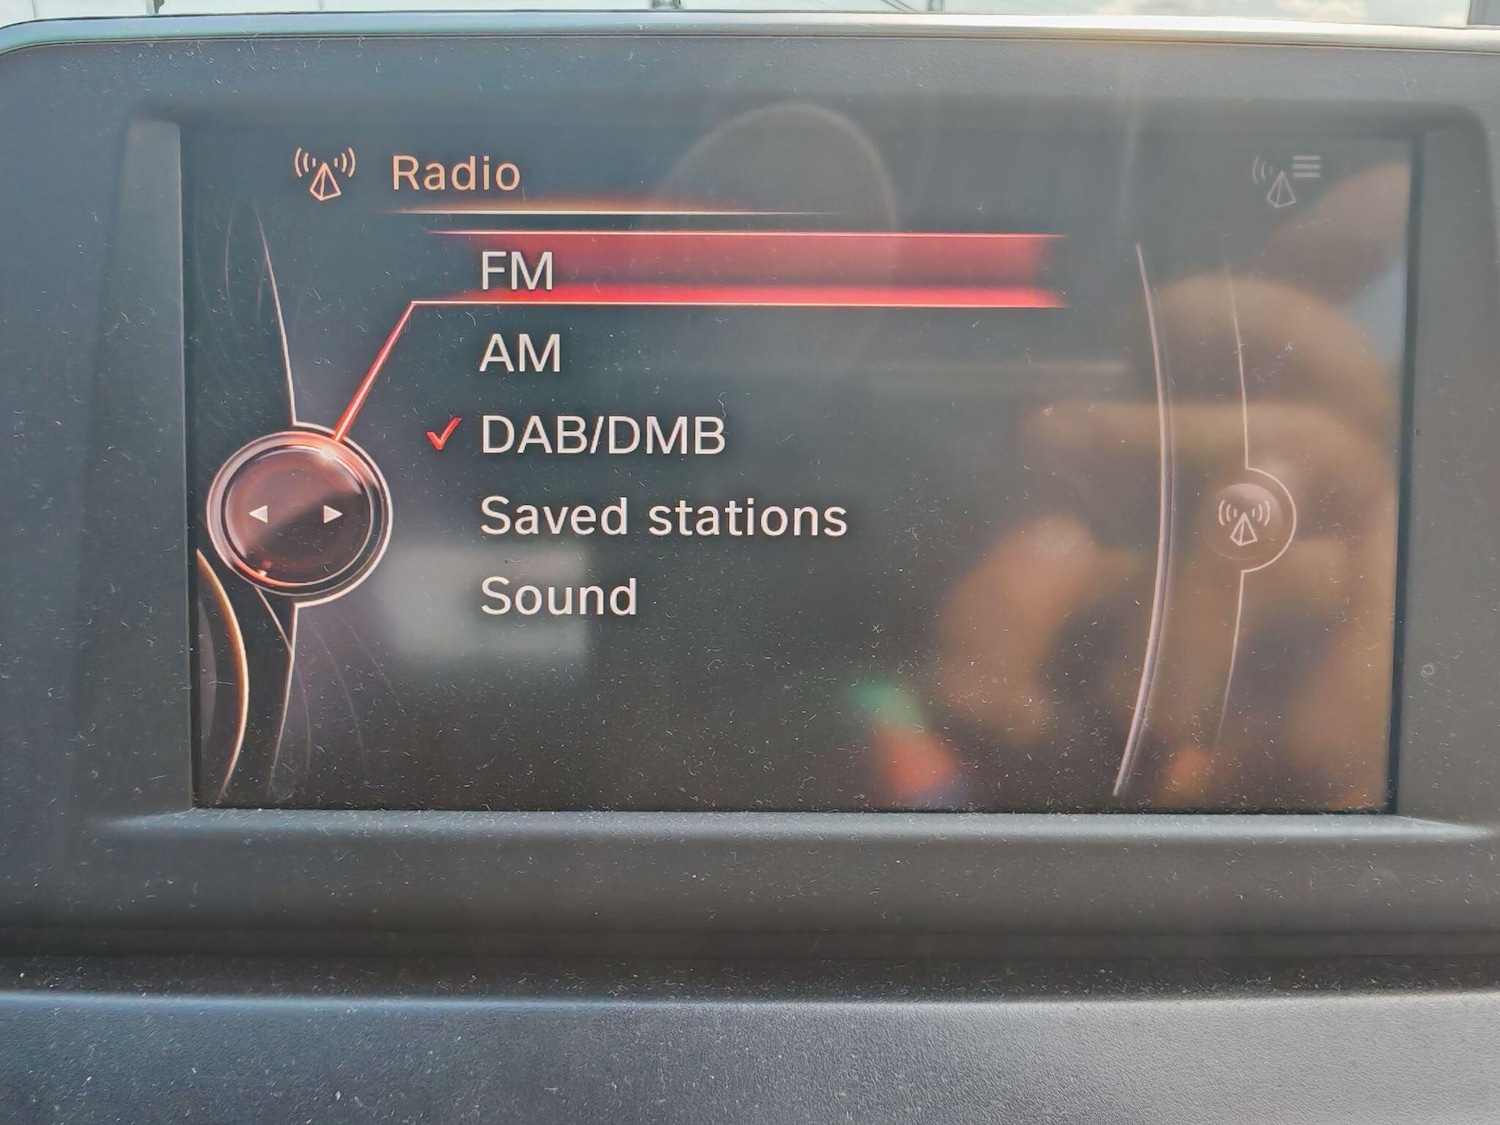 Radio
FM
AM
DAB/DMB
Saved stations
Sound